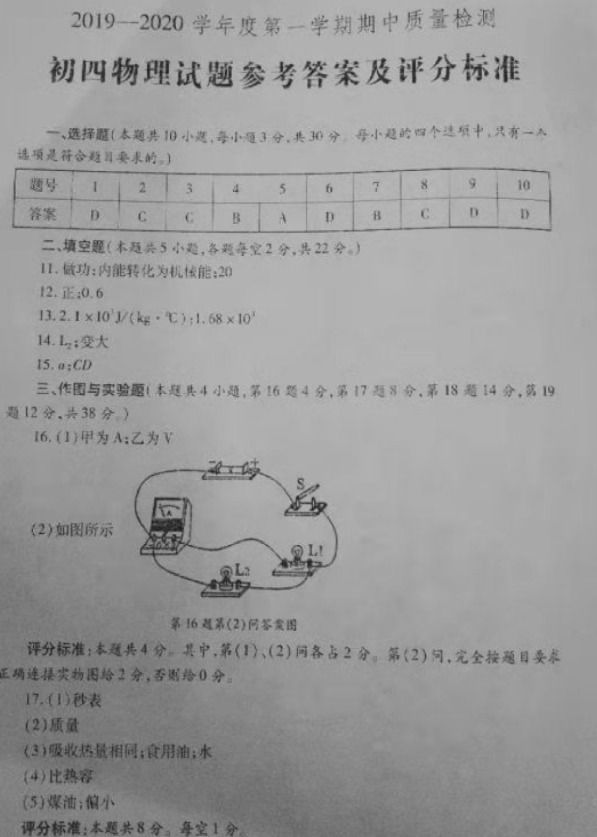 2019—2020 学年度第一学期期中质量检测
初四物理试题参考答案及评分标准
一、选择题(本题共10小题,每小题3分,共30分。每小题的四个选项中,只有一个
选项是符合题目要求的。)
题号 1 2 3 4 5 6 7 8 9 10
答案 D C C B A D B C D D
二、填空题(本题共5小题,各题每空2分,共22分。)
11. 做功;内能转化为机械能;20
12. 正;0.6
13. 2.1×10³J/(kg·℃);1.68×10⁵
14. L₂;变大
15. a;CD
三、作图与实验题(本题共4小题,第16题4分,第17题8分,第18题14分,第19
题12分,共38分。)
16. (1)甲为A;乙为V
- +
S
A
(2)如图所示
L1
L2
第16题第(2)问答案图
评分标准:本题共4分。其中,第(1)、(2)问各占2分。第(2)问,完全按题目要求
正确连接实物图给2分,否则给0分。
17. (1)秒表
(2)质量
(3)吸收热量相同;食用油;水
(4)比热容
(5)煤油;偏小
评分标准:本题共8分。每空1分。